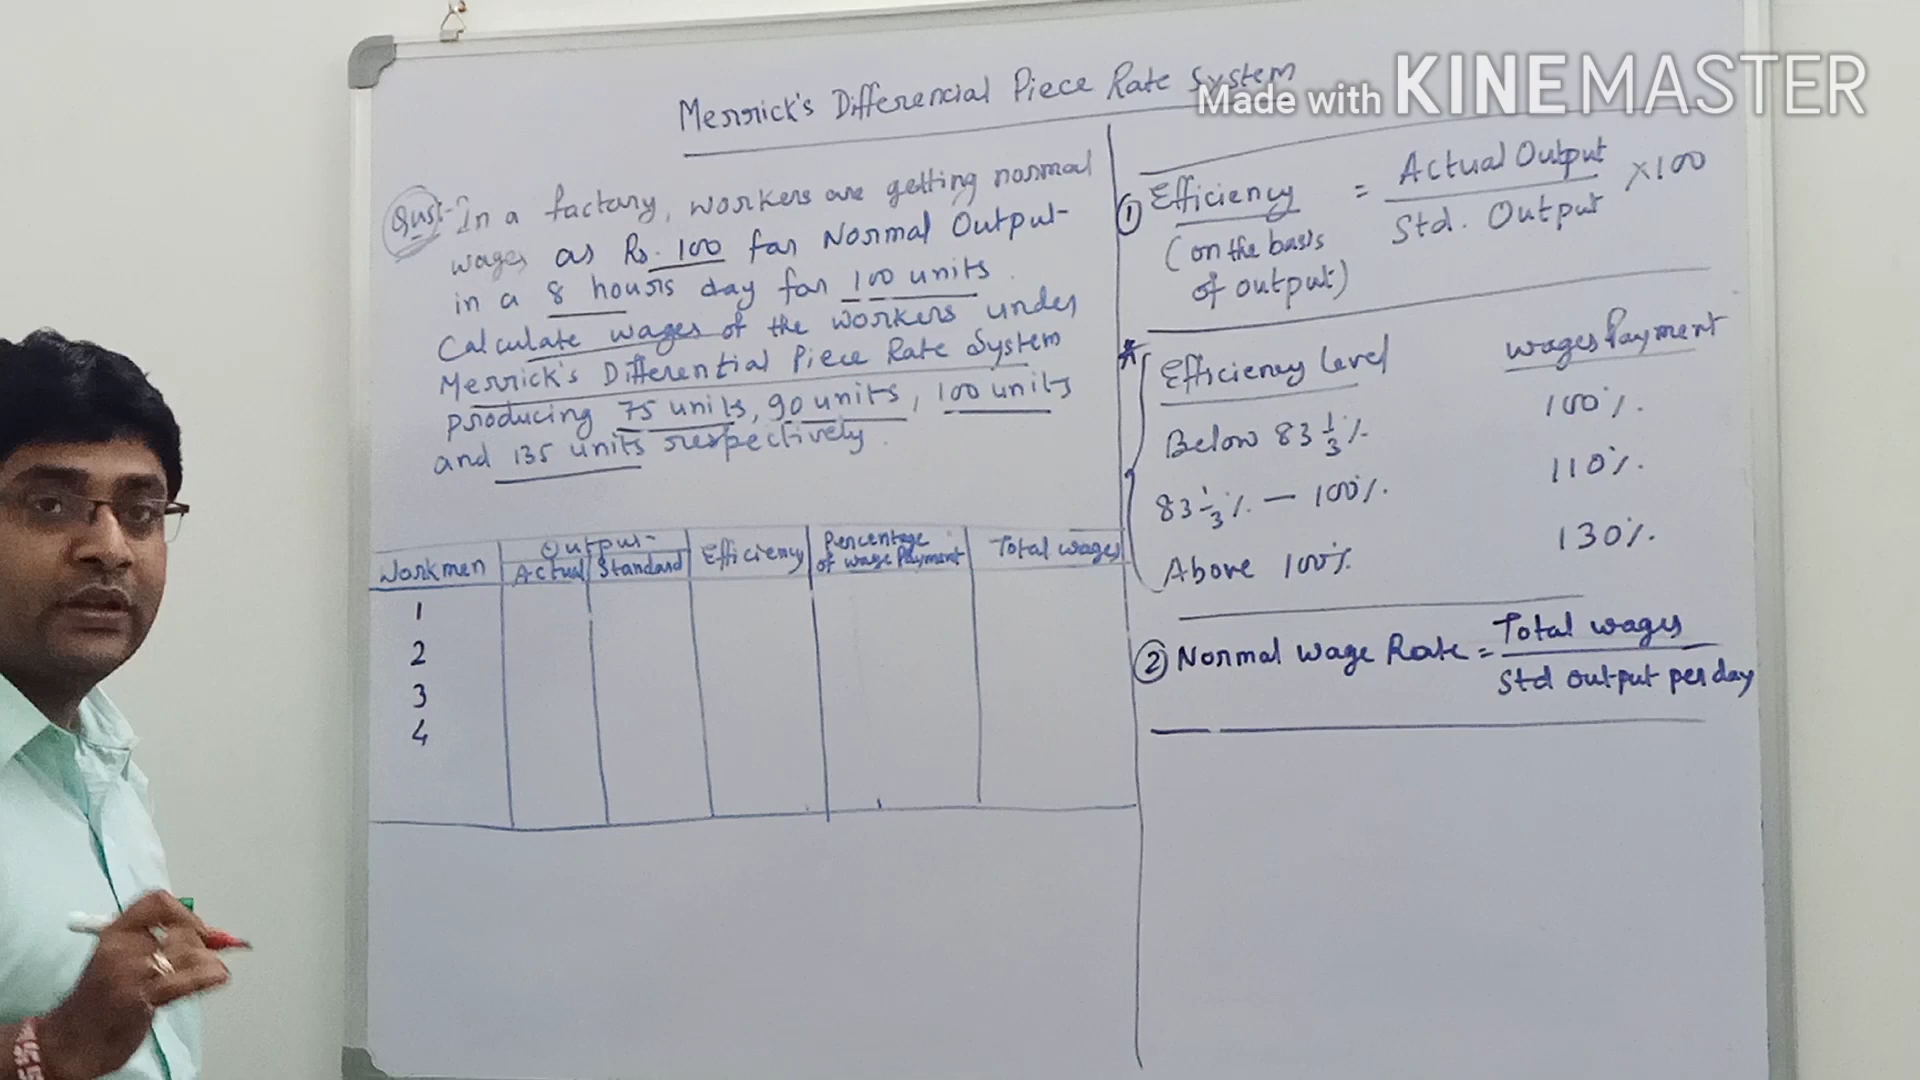 Made with KINEMASTER
Merrick's Differencial Piece Rate System
Qus:- In a factory, workers are getting normal
wages as Rs. 100 for Normal Output
in a 8 hours day for 100 units.
Calculate wages of the workers under
Merrick's Differential Piece Rate System
producing 75 units, 90 units, 100 units
and 135 units respectively.
Workmen Output Efficiency Percentage of wage Payment Total wages
Actual Standard
1
2
3
4
① Efficiency = Actual Output / Std. Output × 100
(on the basis
of output)
* Efficiency Level Wages Payment
Below 83 1/3 % 100%.
83 1/3 % — 100%. 110%.
Above 100% 130%.
② Normal Wage Rate = Total wages / Std output per day